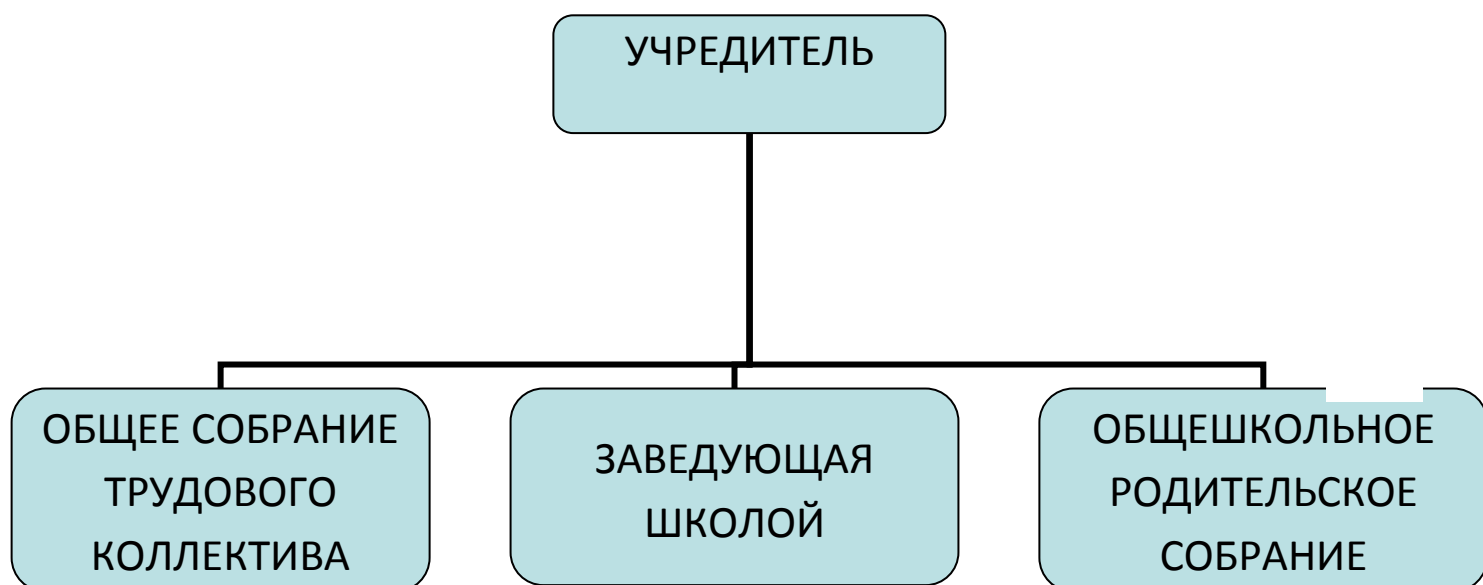 УЧРЕДИТЕЛЬ
ОБЩЕЕ СОБРАНИЕ
ТРУДОВОГО
КОЛЛЕКТИВА
ЗАВЕДУЮЩАЯ
ШКОЛОЙ
ОБЩЕШКОЛЬНОЕ
РОДИТЕЛЬСКОЕ
СОБРАНИЕ